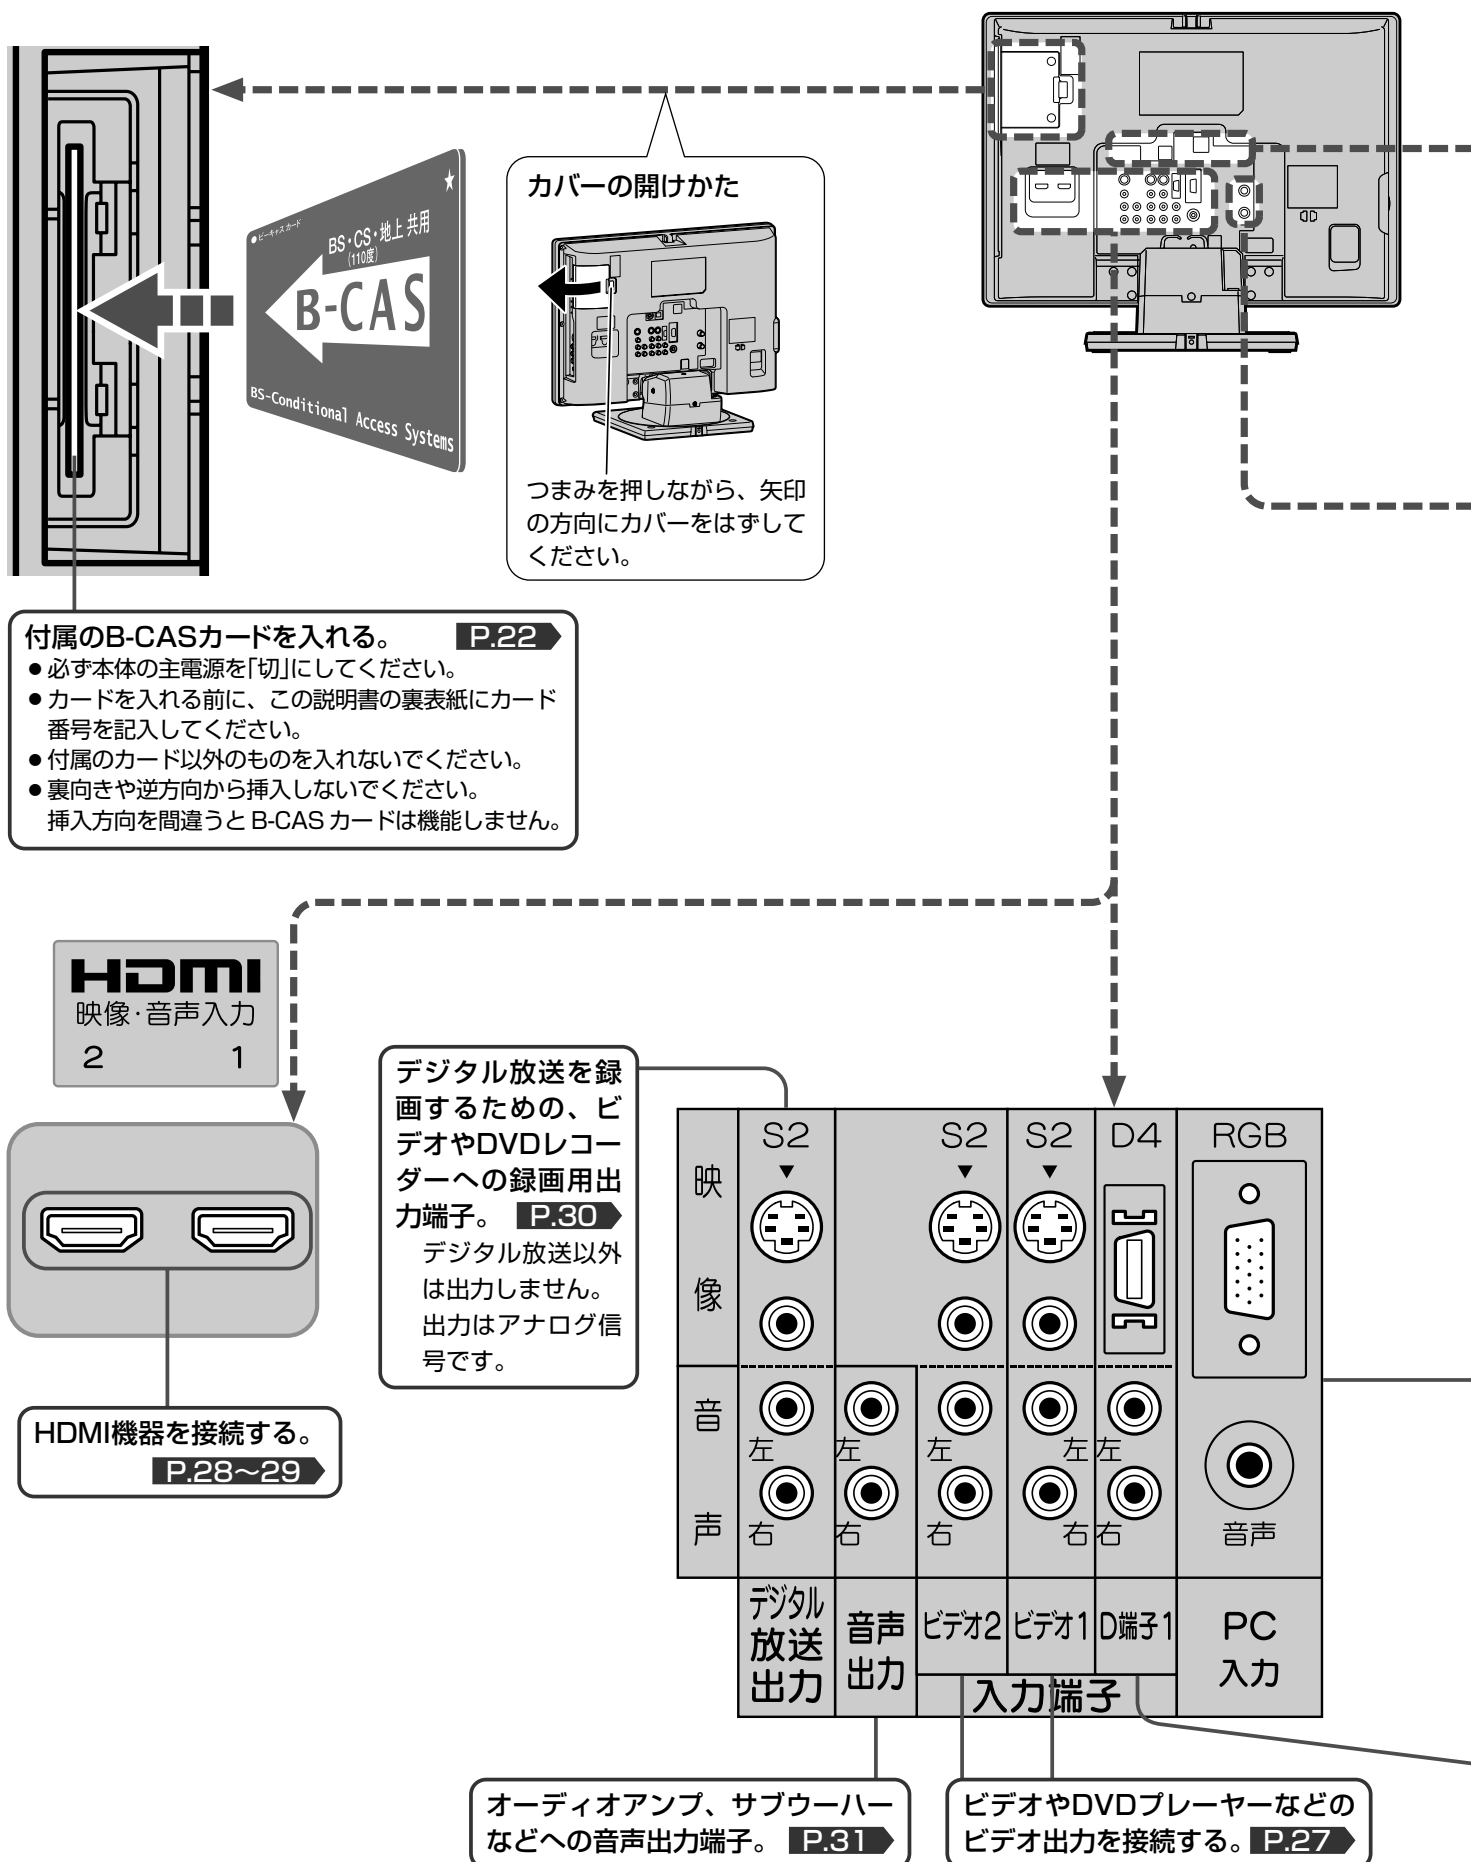 カバーの開けかた
つまみを押しながら、矢印
の方向にカバーをはずして
ください。
●ビーキャス カード
BS・CS・地上 共用
(110度)
B-CAS
BS-Conditional Access Systems
付属のB-CASカードを入れる。 P.22
●必ず本体の主電源を「切」にしてください。
●カードを入れる前に、この説明書の裏表紙にカード
番号を記入してください。
●付属のカード以外のものを入れないでください。
●裏向きや逆方向から挿入しないでください。
挿入方向を間違うと B-CAS カードは機能しません。
HDMI
映像・音声入力
2 1
HDMI機器を接続する。
P.28〜29
デジタル放送を録
画するための、ビ
デオやDVDレコー
ダーへの録画用出
力端子。 P.30
デジタル放送以外
は出力しません。
出力はアナログ信
号です。
S2 S2 S2 D4 RGB
映
像
音
左 左 左 左 左
声
右 右 右 右 右 音声
デジタル
放送
出力
音声
出力
ビデオ2 ビデオ1 D端子1
入力端子
PC
入力
オーディオアンプ、サブウーハー
などへの音声出力端子。 P.31
ビデオやDVDプレーヤーなどの
ビデオ出力を接続する。 P.27